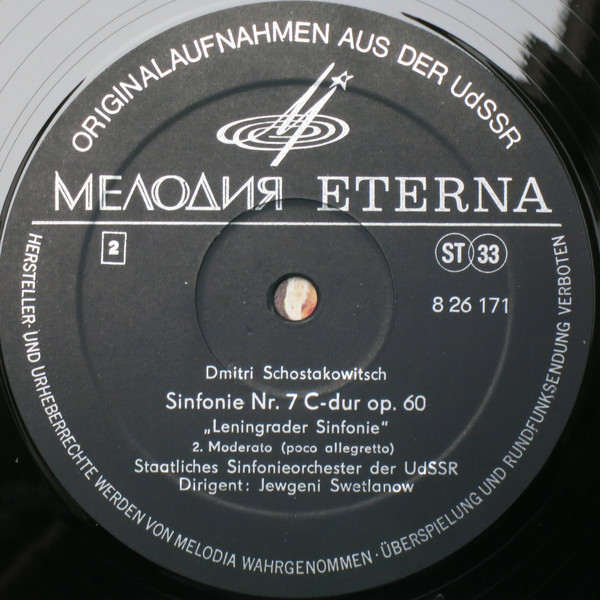 ORIGINALAUFNAHMEN AUS DER UdSSR
МЕЛОДИЯ ETERNA
2
ST 33
8 26 171
Dmitri Schostakowitsch
Sinfonie Nr. 7 C-dur op. 60
„Leningrader Sinfonie“
2. Moderato (poco allegretto)
Staatliches Sinfonieorchester der UdSSR
Dirigent: Jewgeni Swetlanow
HERSTELLER- UND URHEBERRECHTE WERDEN VON MELODIA WAHRGENOMMEN · ÜBERSPIELUNG UND RUNDFUNKSENDUNG VERBOTEN